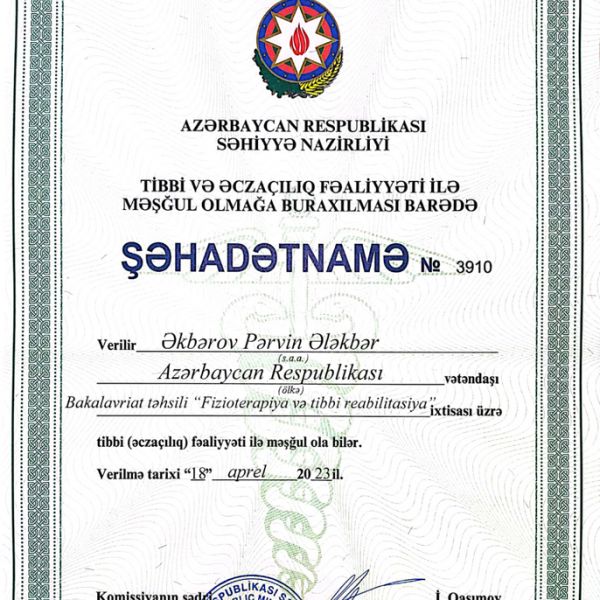 AZƏRBAYCAN RESPUBLİKASI
SƏHİYYƏ NAZİRLİYİ
TİBBİ VƏ ƏCZAÇILIQ FƏALİYYƏTİ İLƏ
MƏŞĞUL OLMAĞA BURAXILMASI BARƏDƏ
ŞƏHADƏTNAMƏ № 3910
Verilir Əkbərov Pərvin Ələkbər
(s.a.a.)
Azərbaycan Respublikası vətəndaşı
(ölkə)
Bakalavriat təhsili “Fizioterapiya və tibbi reabilitasiya” ixtisası üzrə
tibbi (əczaçılıq) fəaliyyəti ilə məşğul ola bilər.
Verilmə tarixi “18” aprel 2023 il.
Komissiyanın sədri İ. Qasımov